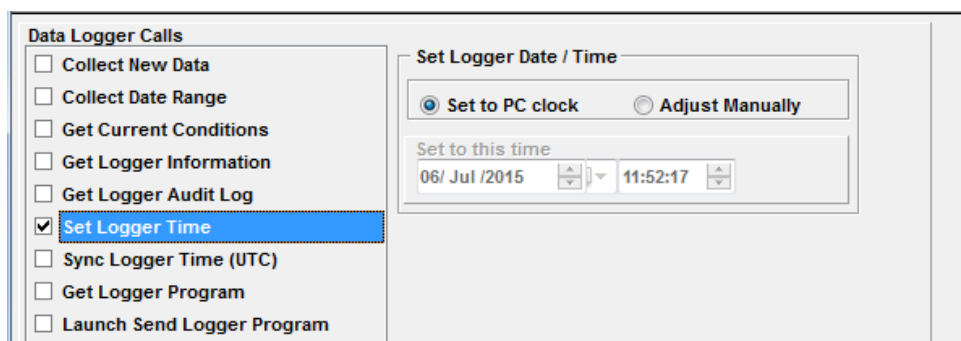 Data Logger Calls
Collect New Data
Collect Date Range
Get Current Conditions
Get Logger Information
Get Logger Audit Log
Set Logger Time
Sync Logger Time (UTC)
Get Logger Program
Launch Send Logger Program
Set Logger Date / Time
Set to PC clock Adjust Manually
Set to this time
06/ Jul /2015 11:52:17